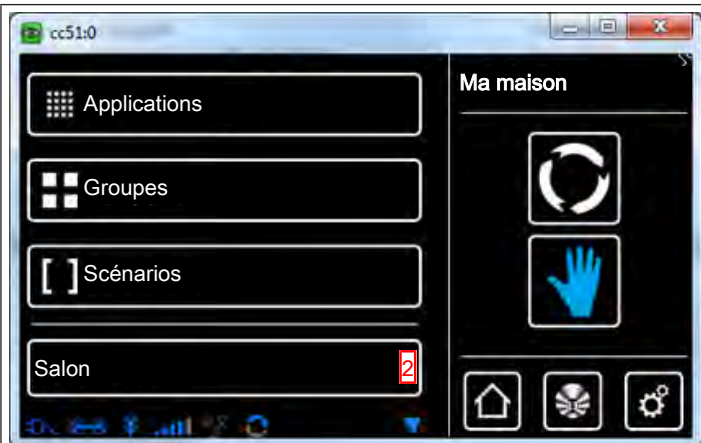 cc51:0
Applications
Ma maison
Groupes
Scénarios
Salon 2